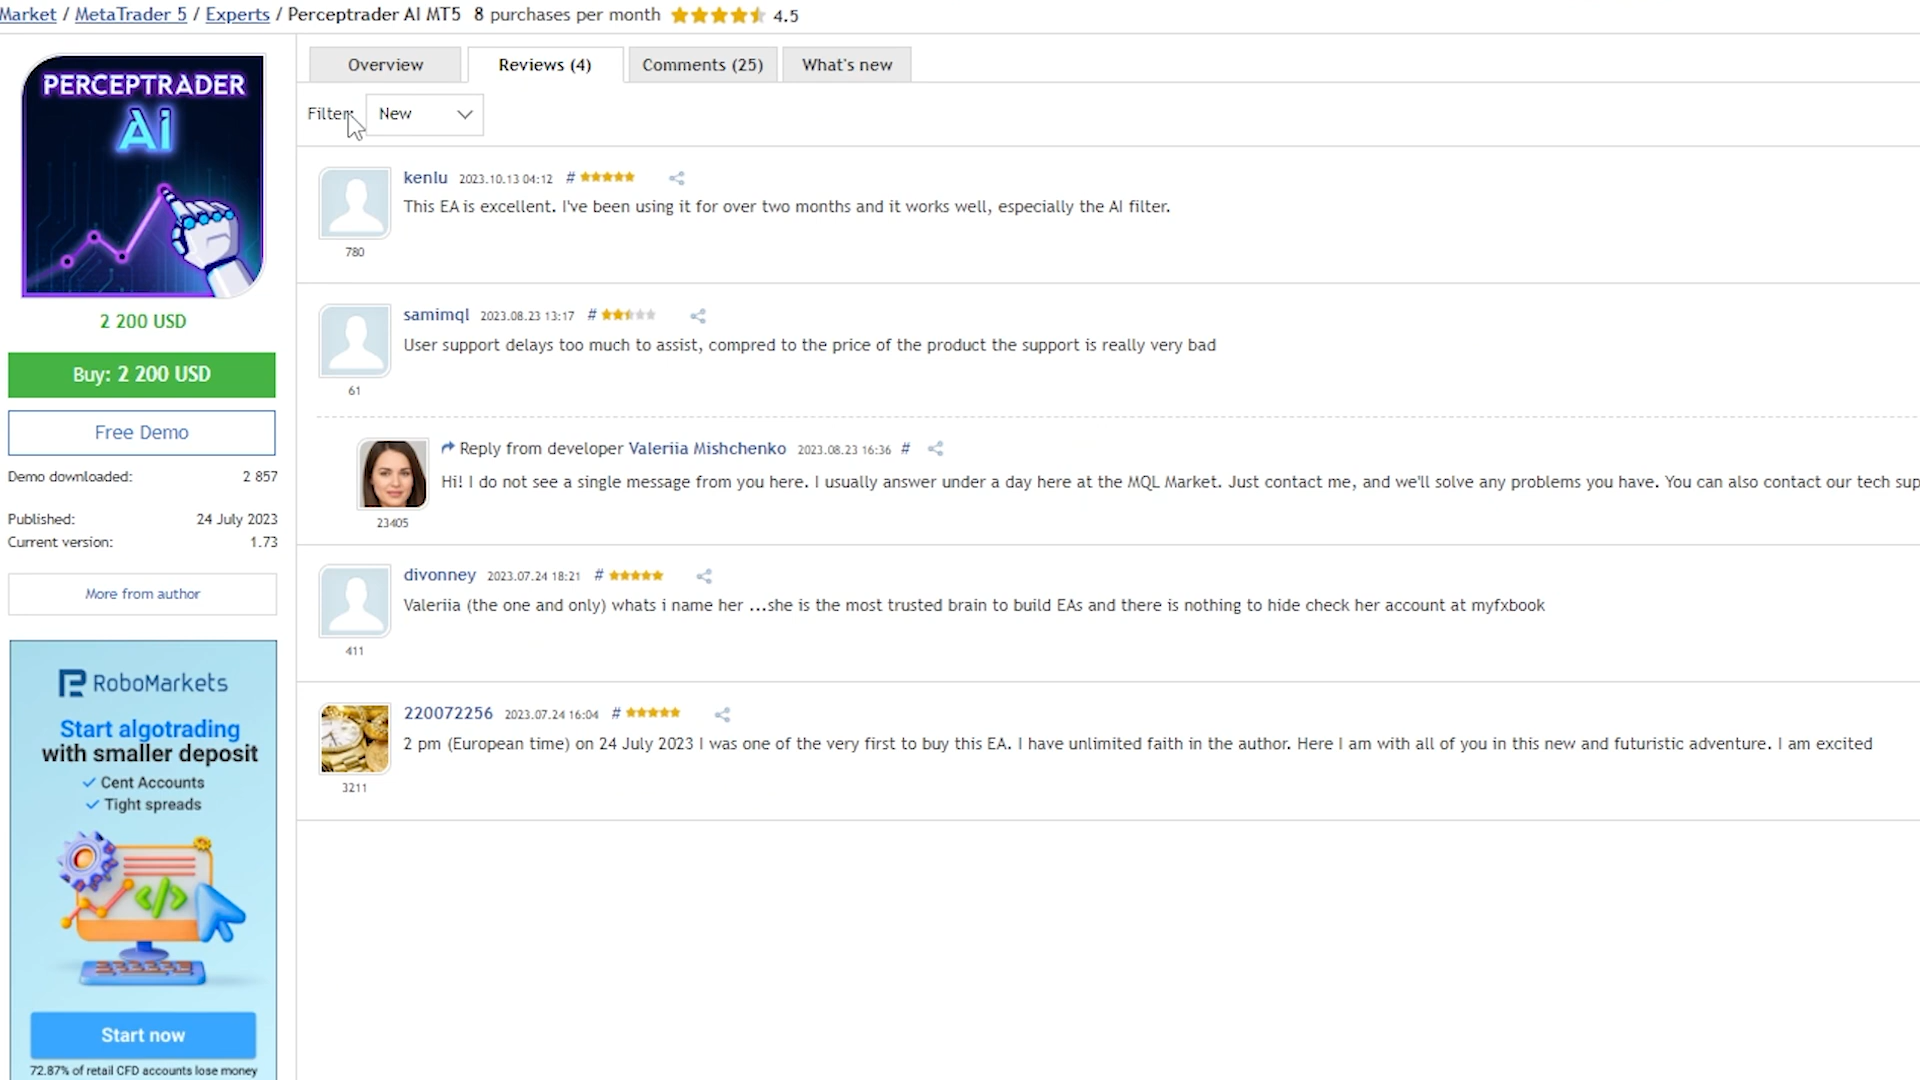 Market / MetaTrader 5 / Experts / Perceptrader AI MT5 8 purchases per month 4.5
PERCEPTRADER
AI
2 200 USD
Buy: 2 200 USD
Free Demo
Demo downloaded: 2 857
Published: 24 July 2023
Current version: 1.73
More from author
RoboMarkets
Start algotrading
with smaller deposit
Cent Accounts
Tight spreads
Start now
72.87% of retail CFD accounts lose money
Overview Reviews (4) Comments (25) What's new
Filter: New
kenlu 2023.10.13 04:12 #
This EA is excellent. I've been using it for over two months and it works well, especially the AI filter.
780
samimql 2023.08.23 13:17 #
User support delays too much to assist, compred to the price of the product the support is really very bad
61
Reply from developer Valeriia Mishchenko 2023.08.23 16:36 #
Hi! I do not see a single message from you here. I usually answer under a day here at the MQL Market. Just contact me, and we'll solve any problems you have. You can also contact our tech sup
23405
divonney 2023.07.24 18:21 #
Valeriia (the one and only) whats i name her ...she is the most trusted brain to build EAs and there is nothing to hide check her account at myfxbook
411
220072256 2023.07.24 16:04 #
2 pm (European time) on 24 July 2023 I was one of the very first to buy this EA. I have unlimited faith in the author. Here I am with all of you in this new and futuristic adventure. I am excited
3211